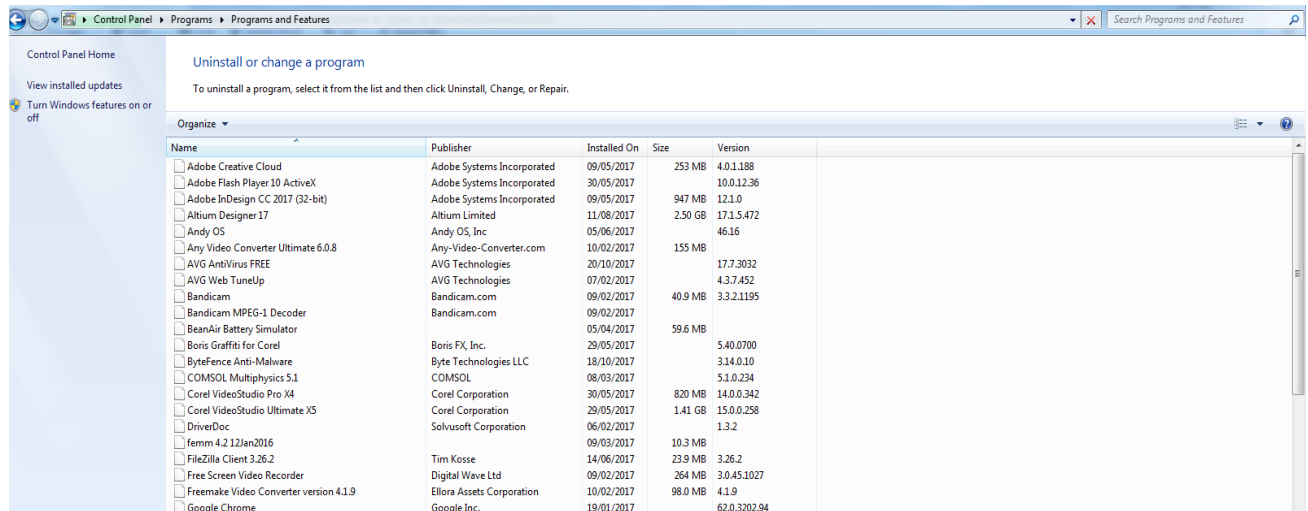 Control Panel Programs Programs and Features Search Programs and Features
Control Panel Home
View installed updates
Turn Windows features on or
off
Uninstall or change a program
To uninstall a program, select it from the list and then click Uninstall, Change, or Repair.
Organize
Name Publisher Installed On Size Version
Adobe Creative Cloud Adobe Systems Incorporated 09/05/2017 253 MB 4.0.1.188
Adobe Flash Player 10 ActiveX Adobe Systems Incorporated 30/05/2017 10.0.12.36
Adobe InDesign CC 2017 (32-bit) Adobe Systems Incorporated 09/05/2017 947 MB 12.1.0
Altium Designer 17 Altium Limited 11/08/2017 2.50 GB 17.1.5.472
Andy OS Andy OS, Inc 05/06/2017 46.16
Any Video Converter Ultimate 6.0.8 Any-Video-Converter.com 10/02/2017 155 MB
AVG AntiVirus FREE AVG Technologies 20/10/2017 17.7.3032
AVG Web TuneUp AVG Technologies 07/02/2017 4.3.7.452
Bandicam Bandicam.com 09/02/2017 40.9 MB 3.3.2.1195
Bandicam MPEG-1 Decoder Bandicam.com 09/02/2017
BeanAir Battery Simulator 05/04/2017 59.6 MB
Boris Graffiti for Corel Boris FX, Inc. 29/05/2017 5.40.0700
ByteFence Anti-Malware Byte Technologies LLC 18/10/2017 3.14.0.10
COMSOL Multiphysics 5.1 COMSOL 08/03/2017 5.1.0.234
Corel VideoStudio Pro X4 Corel Corporation 30/05/2017 820 MB 14.0.0.342
Corel VideoStudio Ultimate X5 Corel Corporation 29/05/2017 1.41 GB 15.0.0.258
DriverDoc Solvusoft Corporation 06/02/2017 1.3.2
femm 4.2 12Jan2016 09/03/2017 10.3 MB
FileZilla Client 3.26.2 Tim Kosse 14/06/2017 23.9 MB 3.26.2
Free Screen Video Recorder Digital Wave Ltd 09/02/2017 264 MB 3.0.45.1027
Freemake Video Converter version 4.1.9 Ellora Assets Corporation 10/02/2017 98.0 MB 4.1.9
Google Chrome Google Inc. 19/01/2017 62.0.3202.94